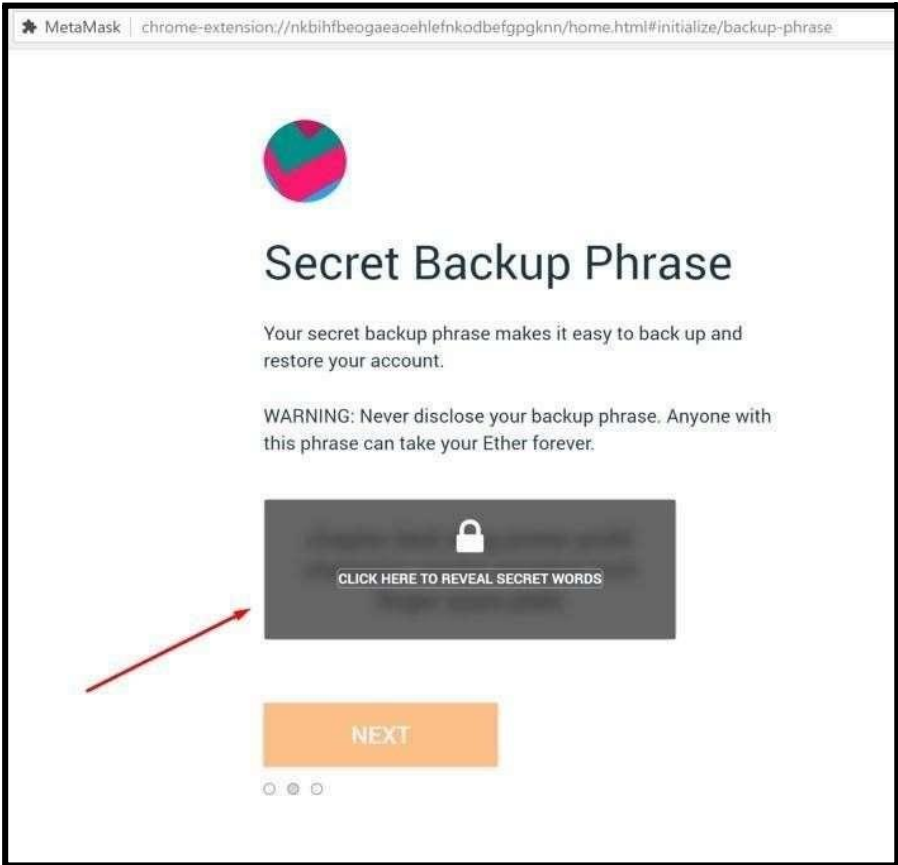 MetaMask | chrome-extension://nkbihfbeogaeaoehlefnkodbefgpgknn/home.html#initialize/backup-phrase
Secret Backup Phrase
Your secret backup phrase makes it easy to back up and
restore your account.
WARNING: Never disclose your backup phrase. Anyone with
this phrase can take your Ether forever.
CLICK HERE TO REVEAL SECRET WORDS
NEXT